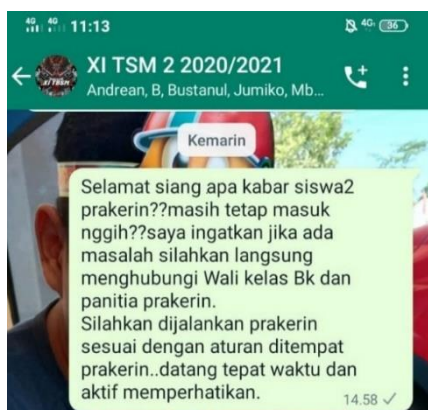 11:13
4G 36
XI TSM 2 2020/2021
Andrean, B, Bustanul, Jumiko, Mb...
Kemarin
Selamat siang apa kabar siswa2
prakerin??masih tetap masuk
nggih??saya ingatkan jika ada
masalah silahkan langsung
menghubungi Wali kelas Bk dan
panitia prakerin.
Silahkan dijalankan prakerin
sesuai dengan aturan ditempat
prakerin..datang tepat waktu dan
aktif memperhatikan.
14.58